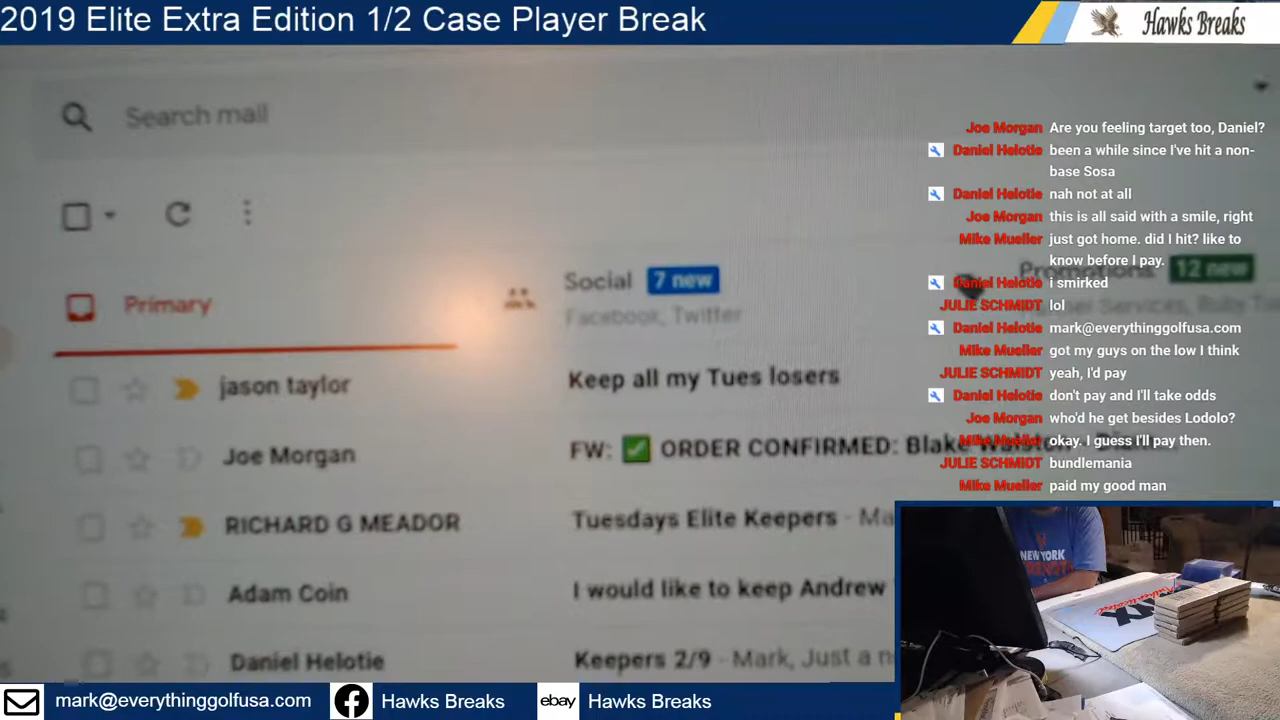 2019 Elite Extra Edition 1/2 Case Player Break
Hawks Breaks
Search mail
Joe Morgan Are you feeling target too, Daniel?
Daniel Helotie been a while since I've hit a non-
base Sosa
Daniel Helotie nah not at all
Joe Morgan this is all said with a smile, right
Mike Mueller just got home. did I hit? like to
know before I pay.
Daniel Helotie i smirked
JULIE SCHMIDT lol
Daniel Helotie mark@everythinggolfusa.com
Mike Mueller got my guys on the low I think
JULIE SCHMIDT yeah, I'd pay
Daniel Helotie don't pay and I'll take odds
Joe Morgan who'd he get besides Lodolo?
Mike Mueller okay. I guess I'll pay then.
JULIE SCHMIDT bundlemania
Mike Mueller paid my good man
Primary
Social 7 new
Facebook, Twitter
Promotions 12 new
Services,
jason taylor Keep all my Tues losers
Joe Morgan FW: ✅ ORDER CONFIRMED: Blake Walston
RICHARD G MEADOR Tuesdays Elite Keepers - Ma
Adam Coin I would like to keep Andrew
Daniel Helotie Keepers 2/9 - Mark, Just a n
NEW YORK
mark@everythinggolfusa.com
Hawks Breaks
ebay
Hawks Breaks